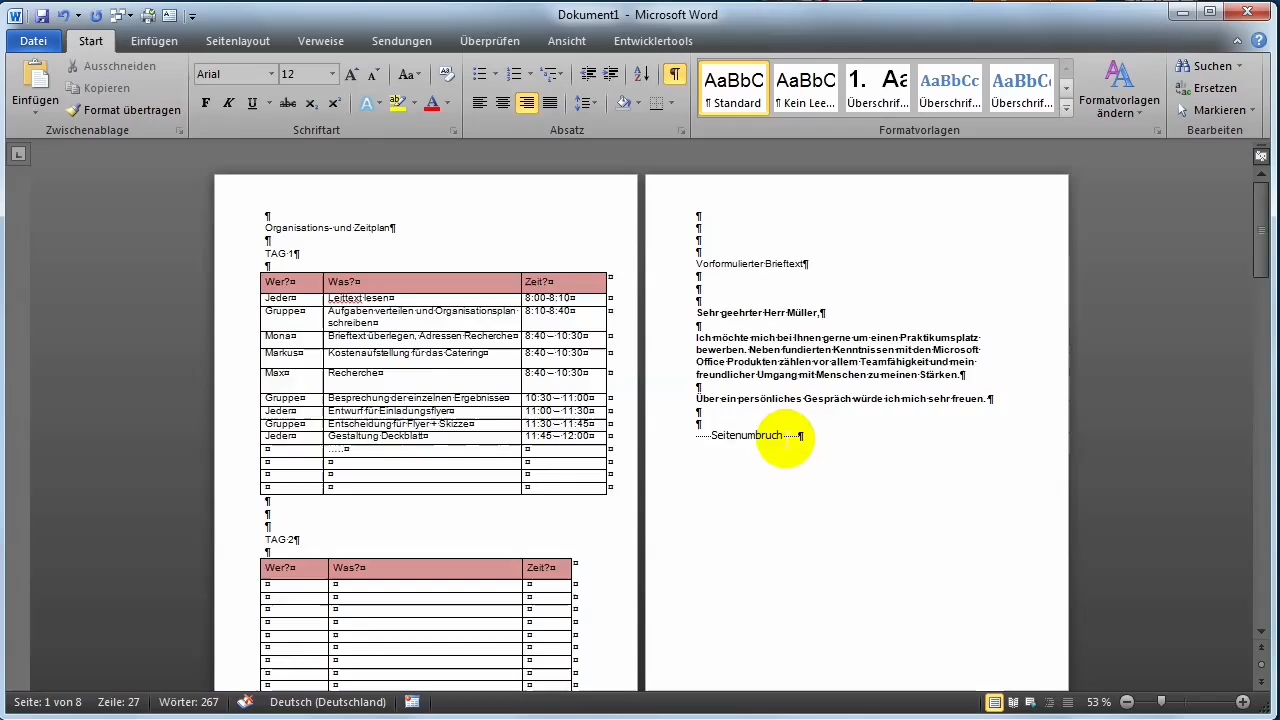 Dokument1 - Microsoft Word
Datei Start Einfügen Seitenlayout Verweise Sendungen Überprüfen Ansicht Entwicklertools
Einfügen
Ausschneiden
Kopieren
Format übertragen
Zwischenablage
Arial 12
Schriftart
Absatz
AaBbC AaBbC 1. Aa AaBbCc AaBbC(
¶ Standard ¶ Kein Lee... Überschrif... Überschrif... Überschrif...
Formatvorlagen
Formatvorlagen ändern
Suchen
Ersetzen
Markieren
Bearbeiten
¶
Organisations-·und·Zeitplan¶
¶
TAG·1¶
¶
Wer?¤ Was?¤ Zeit?¤ ¤
Jeder¤ Leittext·lesen¤ 8:00-8:10¤ ¤
Gruppe¤ Aufgaben·verteilen·und·Organisationsplan· 8:10-8:40¤ ¤
schreiben¤
Mona¤ Brieftext·überlegen,·Adressen·Recherche¤ 8:40·–·10:30¤ ¤
Markus¤ Kostenaufstellung·für·das·Catering¤ 8:40·–·10:30¤ ¤
Max¤ Recherche¤ 8:40·–·10:30¤ ¤
Gruppe¤ Besprechung·der·einzelnen·Ergebnisse¤ 10:30·–·11:00¤ ¤
Jeder¤ Entwurf·für·Einladungsflyer¤ 11:00·–·11:30¤ ¤
Gruppe¤ Entscheidung·für·Flyer·+·Skizze¤ 11:30·–·11:45¤ ¤
Jeder¤ Gestaltung·Deckblatt¤ 11:45·–·12:00¤ ¤
¤ .....¤ ¤ ¤
¤ ¤ ¤ ¤
¤ ¤ ¤ ¤
¤ ¤ ¤ ¤
¶
¶
¶
TAG·2¶
¶
Wer?¤ Was?¤ Zeit?¤ ¤
¤ ¤ ¤ ¤
¤ ¤ ¤ ¤
¤ ¤ ¤ ¤
¤ ¤ ¤ ¤
¤ ¤ ¤ ¤
¤ ¤ ¤ ¤
¤ ¤ ¤ ¤
¤ ¤ ¤ ¤
¤ ¤ ¤ ¤
¶
¶
¶
¶
Vorformulierter·Brieftext¶
¶
¶
¶
Sehr·geehrter·Herr·Müller,¶
¶
Ich·möchte·mich·bei·Ihnen·gerne·um·einen·Praktikumsplatz·
bewerben.·Neben·fundierten·Kenntnissen·mit·den·Microsoft·
Office·Produkten·zählen·vor·allem·Teamfähigkeit·und·mein·
freundlicher·Umgang·mit·Menschen·zu·meinen·Stärken.¶
¶
Über·ein·persönliches·Gespräch·würde·ich·mich·sehr·freuen.·¶
¶
¶
Seitenumbruch ¶
Seite: 1 von 8 Zeile: 27 Wörter: 267 Deutsch (Deutschland) 53 %